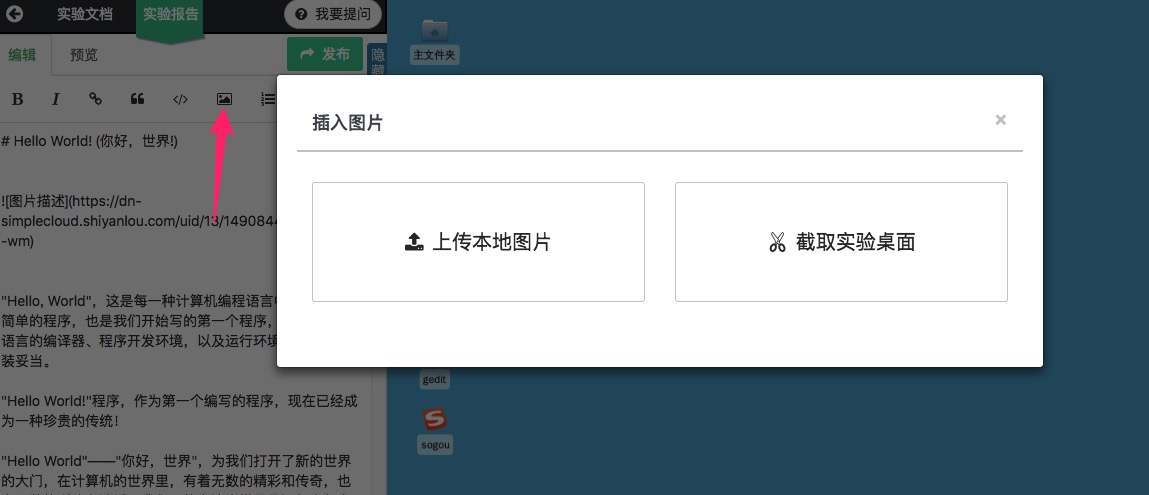 实验文档 实验报告 我要提问
编辑 预览 发布 隐藏
B I
插入图片 ×
上传本地图片 截取实验桌面
# Hello World! (你好，世界!)
![图片描述](https://dn-
simplecloud.shiyanlou.com/uid/13/149084
-wm)
"Hello, World"，这是每一种计算机编程语言
简单的程序，也是我们开始写的第一个程序，
语言的编译器、程序开发环境，以及运行环
装妥当。
"Hello World!"程序，作为第一个编写的程序，现在已经成
为一种珍贵的传统！
"Hello World"——"你好，世界"，为我们打开了新的世界
的大门，在计算机的世界里，有着无数的精彩和传奇，也
主文件夹
gedit
sogou